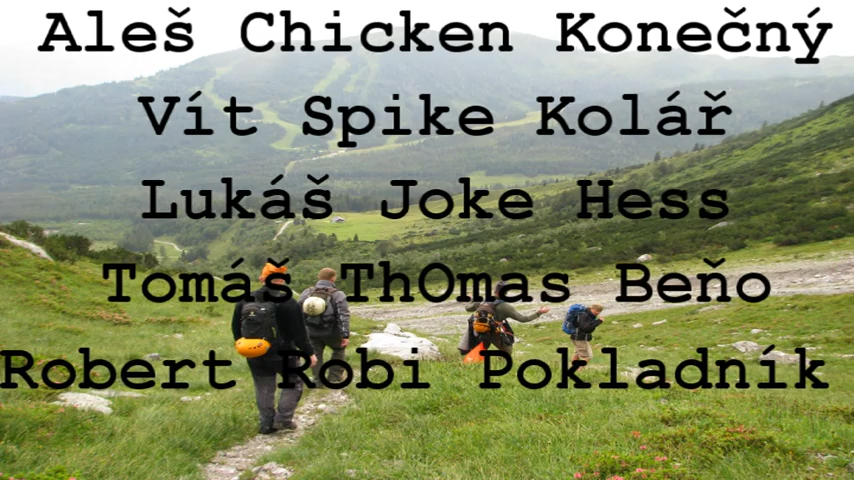 Aleš Chicken Konečný
Vít Spike Kolář
Lukáš Joke Hess
Tomáš ThOmas Beňo
Robert Robi Pokladník